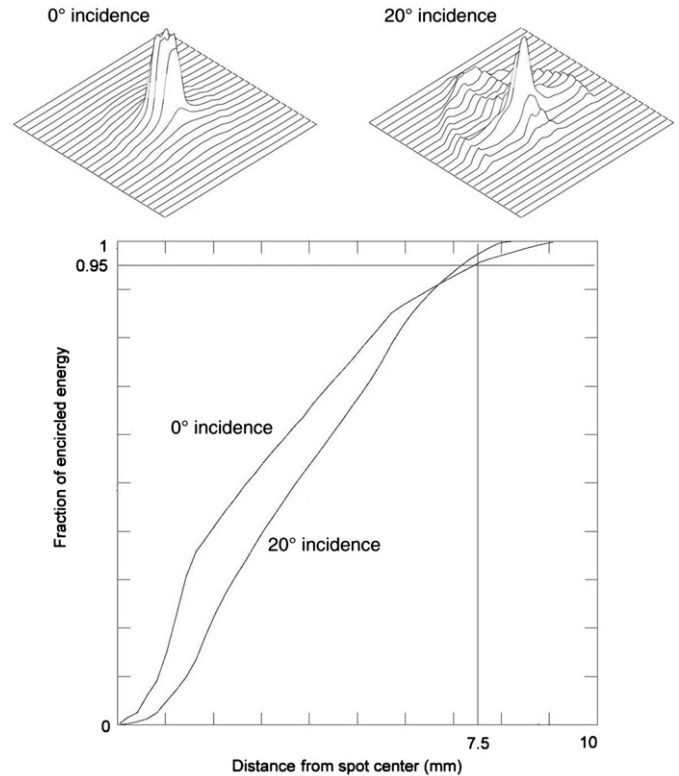 0° incidence
20° incidence
1
0.95
Fraction of encircled energy
0° incidence
20° incidence
0
7.5
10
Distance from spot center (mm)